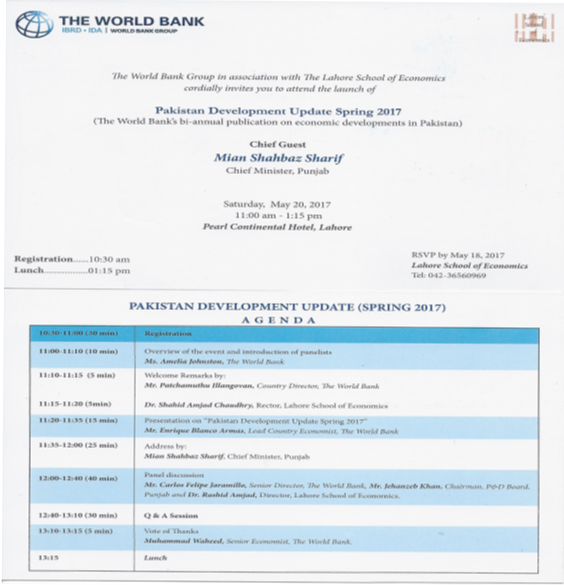 THE WORLD BANK
IBRD • IDA | WORLD BANK GROUP
Economics
The World Bank Group in association with The Lahore School of Economics
cordially invites you to attend the launch of
Pakistan Development Update Spring 2017
(The World Bank's bi-annual publication on economic developments in Pakistan)
Chief Guest
Mian Shahbaz Sharif
Chief Minister, Punjab
Saturday, May 20, 2017
11:00 am - 1:15 pm
Pearl Continental Hotel, Lahore
Registration......10:30 am
Lunch................01:15 pm
RSVP by May 18, 2017
Lahore School of Economics
Tel: 042-36560969
PAKISTAN DEVELOPMENT UPDATE (SPRING 2017)
AGENDA
10:30-11:00 (30 min) Registration
11:00-11:10 (10 min) Overview of the event and introduction of panelists
Ms. Amelia Johnston, The World Bank
11:10-11:15 (5 min) Welcome Remarks by:
Mr. Patchamuthu Illangovan, Country Director, The World Bank
11:15-11:20 (5min) Dr. Shahid Amjad Chaudhry, Rector, Lahore School of Economics
11:20-11:35 (15 min) Presentation on "Pakistan Development Update Spring 2017"
Mr. Enrique Blanco Armas, Lead Country Economist, The World Bank
11:35-12:00 (25 min) Address by:
Mian Shahbaz Sharif, Chief Minister, Punjab
12:00-12:40 (40 min) Panel discussion
Mr. Carlos Felipe Jaramillo, Senior Director, The World Bank, Mr. Jehanzeb Khan, Chairman, P&D Board,
Punjab and Dr. Rashid Amjad, Director, Lahore School of Economics.
12:40-13:10 (30 min) Q & A Session
13:10-13:15 (5 min) Vote of Thanks
Muhammad Waheed, Senior Economist, The World Bank.
13:15 Lunch